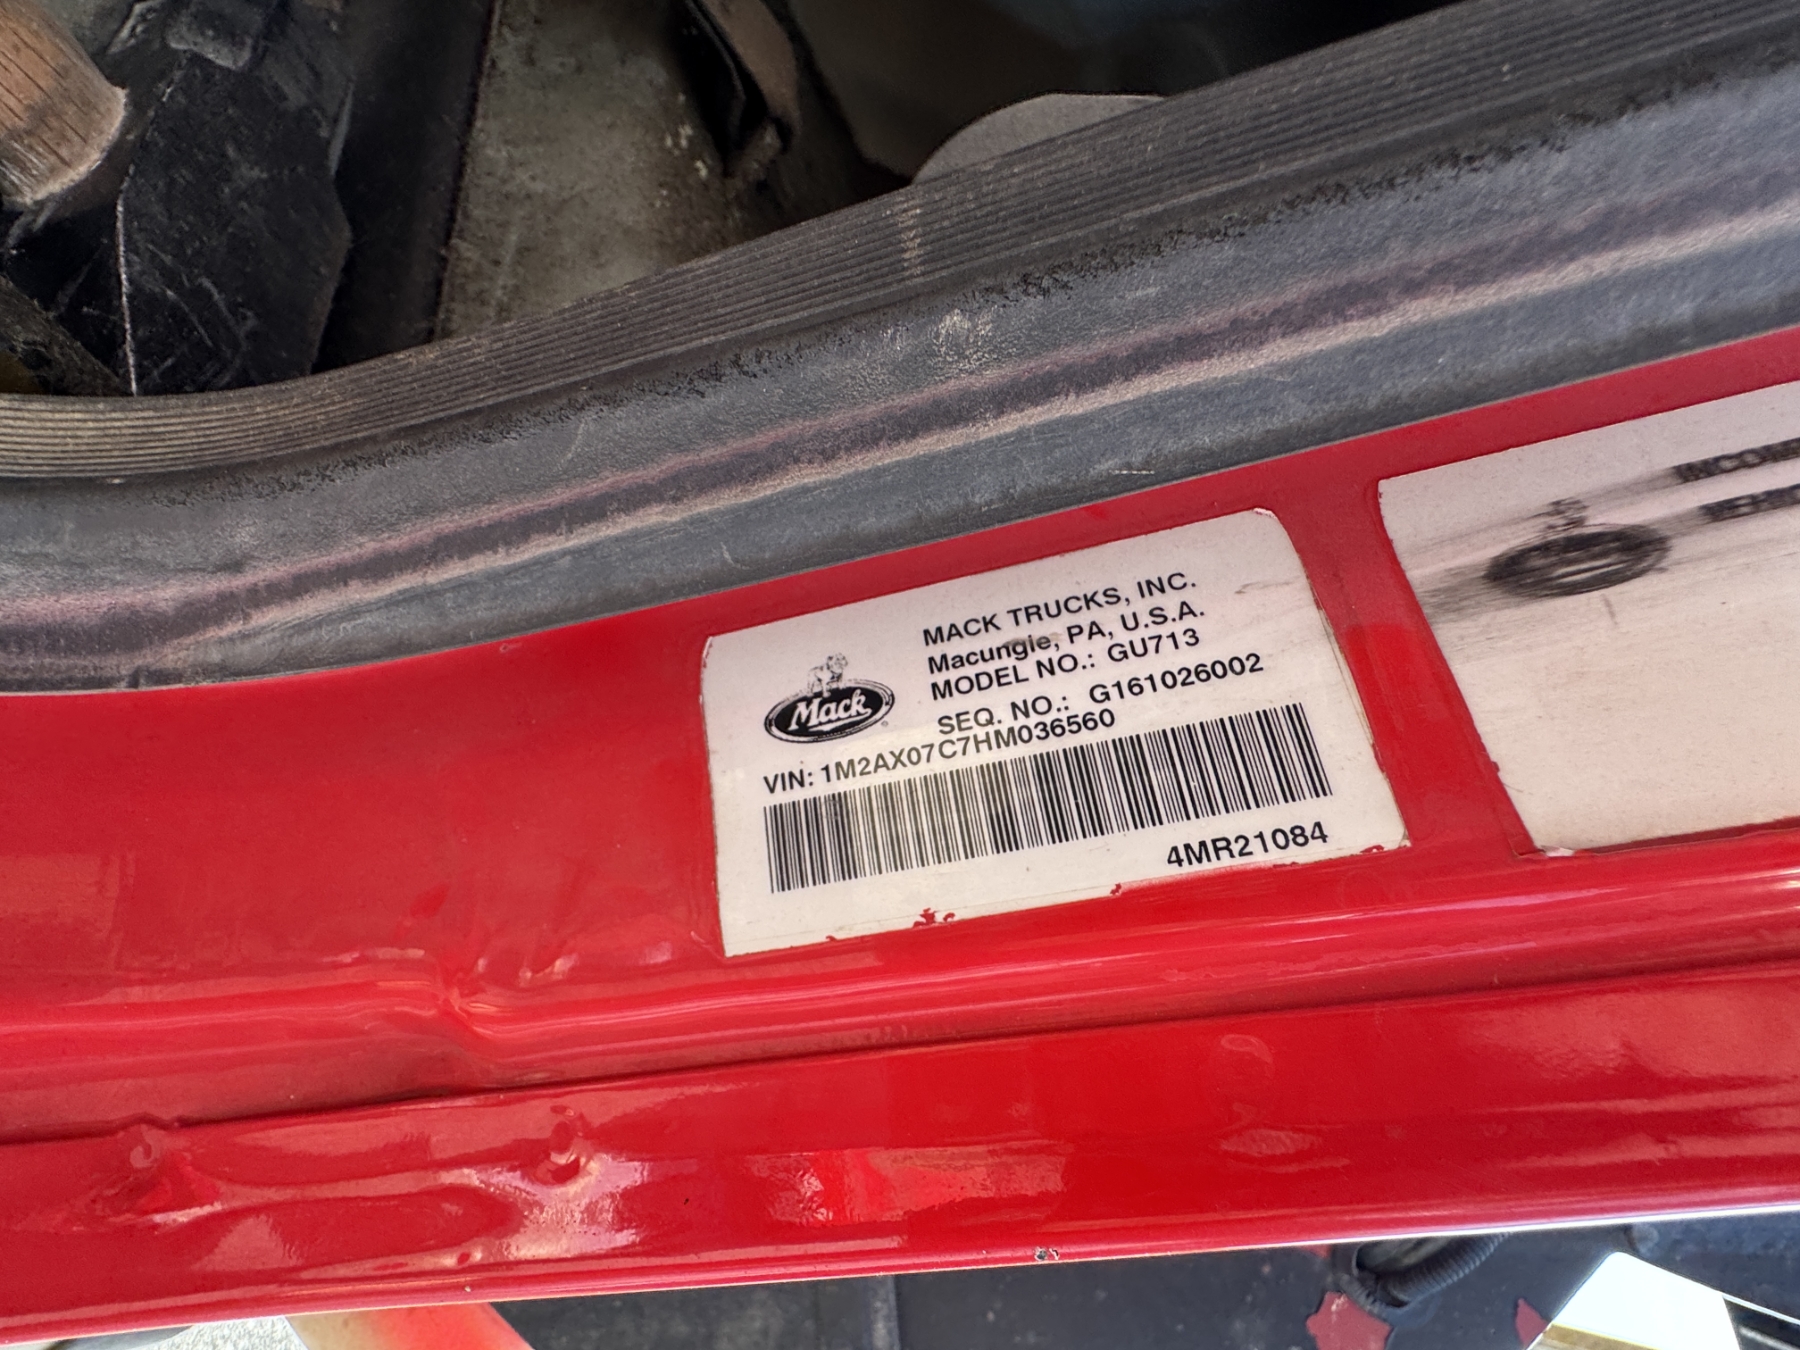 MACK TRUCKS, INC.
Macungie, PA, U.S.A.
MODEL NO.: GU713
SEQ. NO.: G161026002
Mack
VIN: 1M2AX07C7HM036560
4MR21084